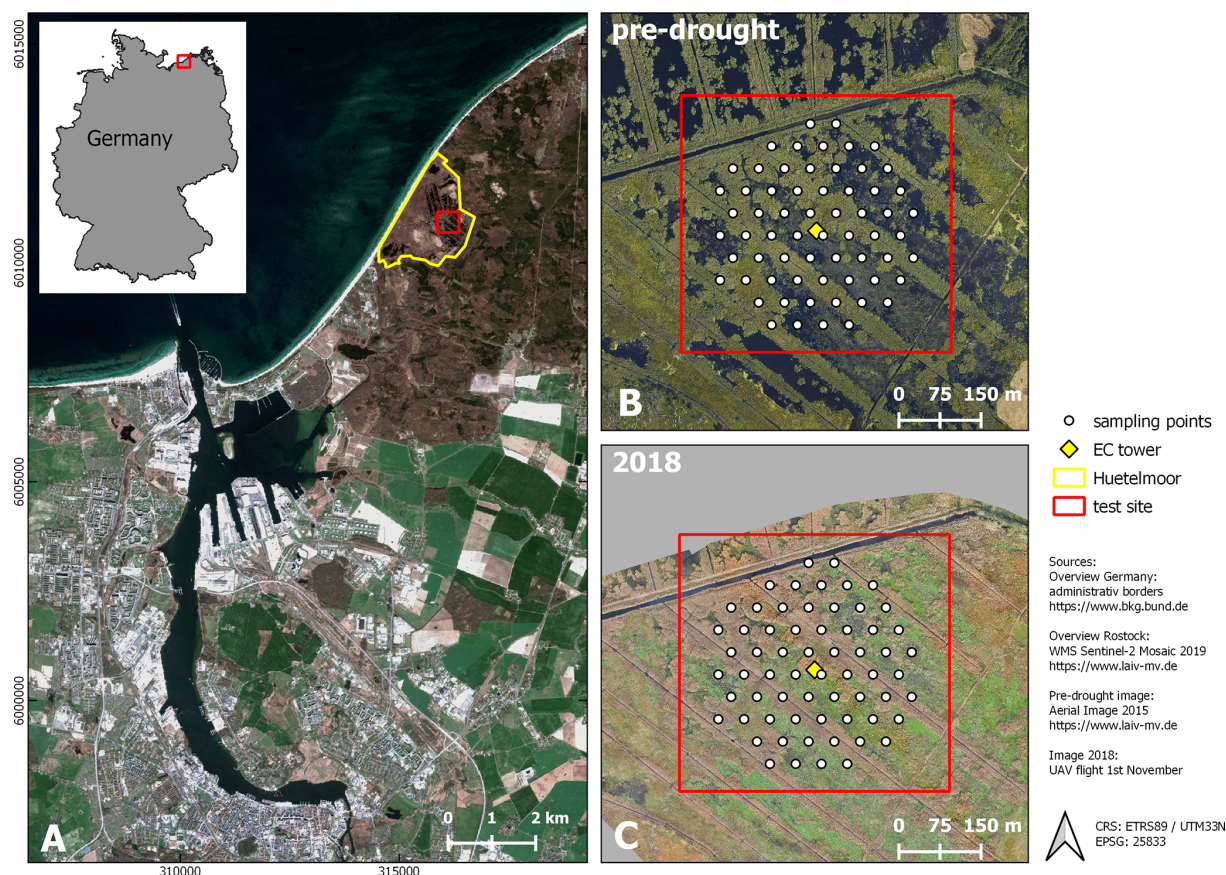 Germany
6015000
6010000
6005000
6000000
310000
315000
A
0 1 2 km
pre-drought
B
0 75 150 m
2018
C
0 75 150 m
sampling points
EC tower
Huetelmoor
test site
Sources:
Overview Germany:
administrativ borders
https://www.bkg.bund.de
Overview Rostock:
WMS Sentinel-2 Mosaic 2019
https://www.laiv-mv.de
Pre-drought image:
Aerial Image 2015
https://www.laiv-mv.de
Image 2018:
UAV flight 1st November
CRS: ETRS89 / UTM33N
EPSG: 25833